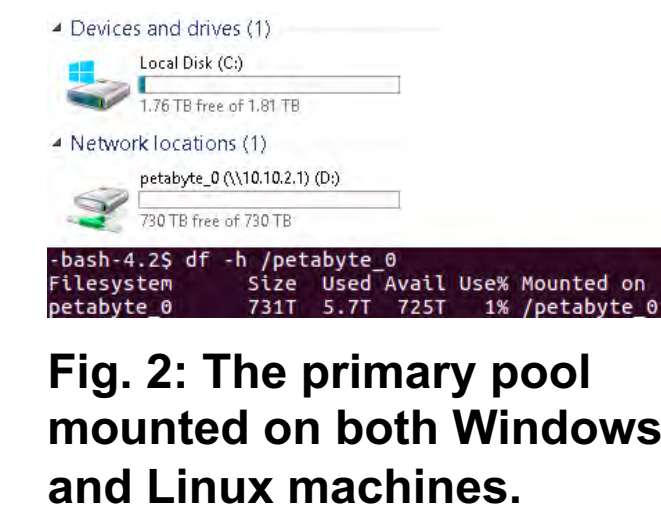 Devices and drives (1)
Local Disk (C:)
1.76 TB free of 1.81 TB
Network locations (1)
petabyte_0 (\\10.10.2.1) (D:)
730 TB free of 730 TB
-bash-4.2$ df -h /petabyte_0
Filesystem Size Used Avail Use% Mounted on
petabyte_0 731T 5.7T 725T 1% /petabyte_0
Fig. 2: The primary pool
mounted on both Windows
and Linux machines.